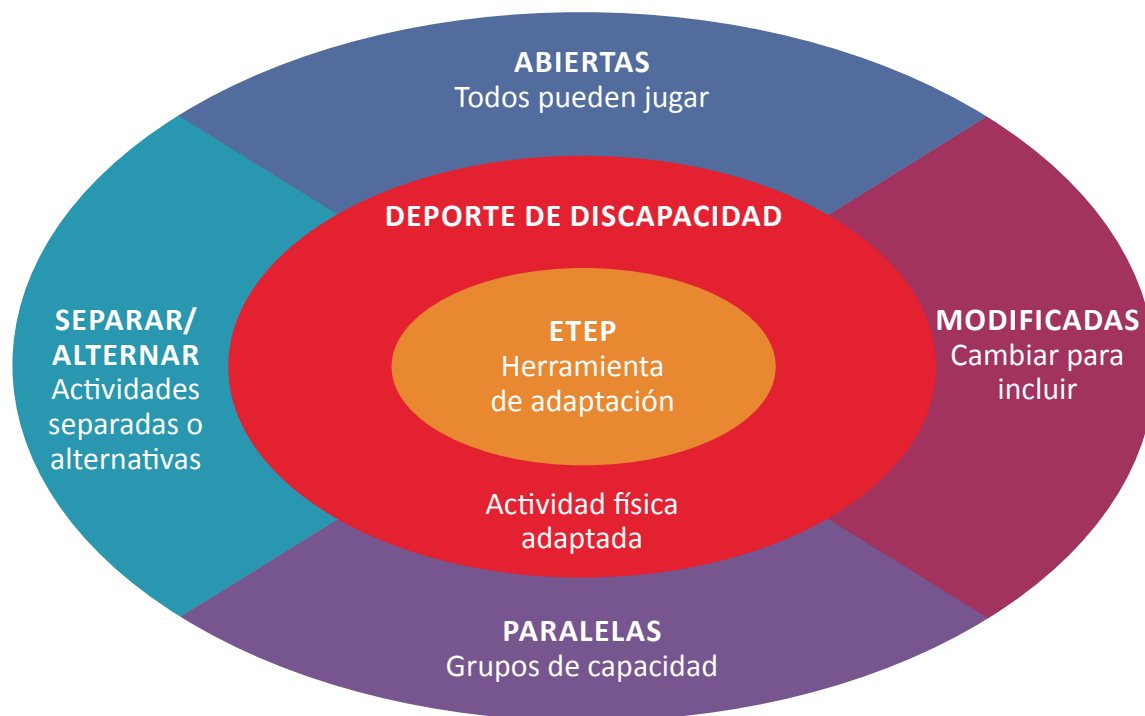 ABIERTAS
Todos pueden jugar
DEPORTE DE DISCAPACIDAD
SEPARAR/
ALTERNAR
Actividades
separadas o
alternativas
ETEP
Herramienta
de adaptación
MODIFICADAS
Cambiar para
incluir
Actividad física
adaptada
PARALELAS
Grupos de capacidad